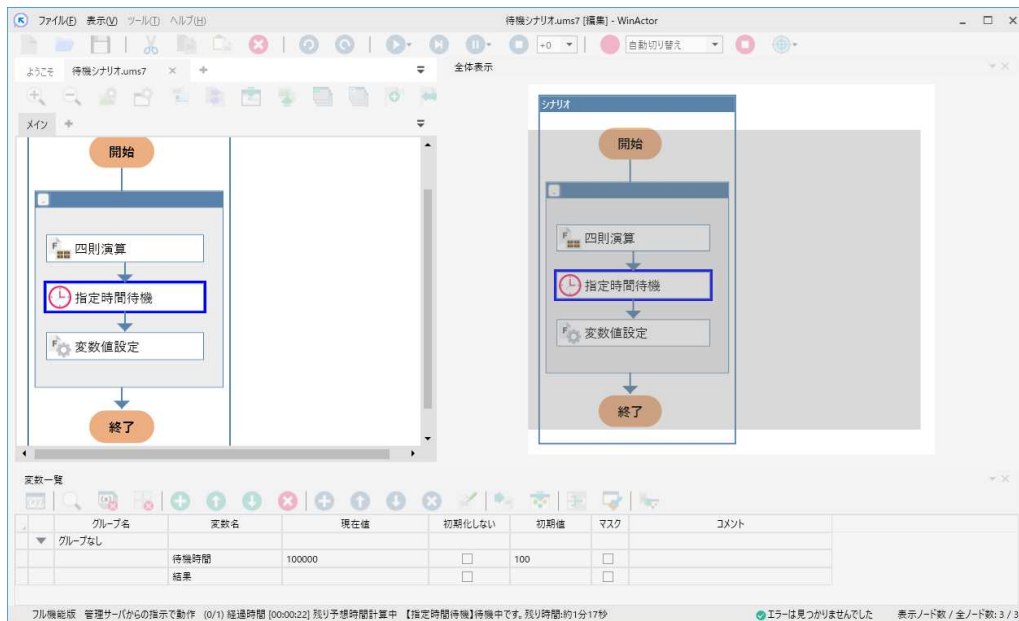 ファイル(F) 表示(V) ツール(T) ヘルプ(H) 待機シナリオ.ums7 [編集] - WinActor
+0 自動切り替え
ようこそ 待機シナリオ.ums7 × +
全体表示
メイン +
開始
四則演算
指定時間待機
変数値設定
終了
シナリオ
開始
四則演算
指定時間待機
変数値設定
終了
変数一覧
グループ名 変数名 現在値 初期化しない 初期値 マスク コメント
グループなし
待機時間 100000 100
結果
フル機能版 管理サーバからの指示で動作 (0/1) 経過時間 [00:00:22] 残り予想時間計算中 【指定時間待機】待機中です。残り時間:約1分17秒 エラーは見つかりませんでした 表示ノード数 / 全ノード数: 3 / 3